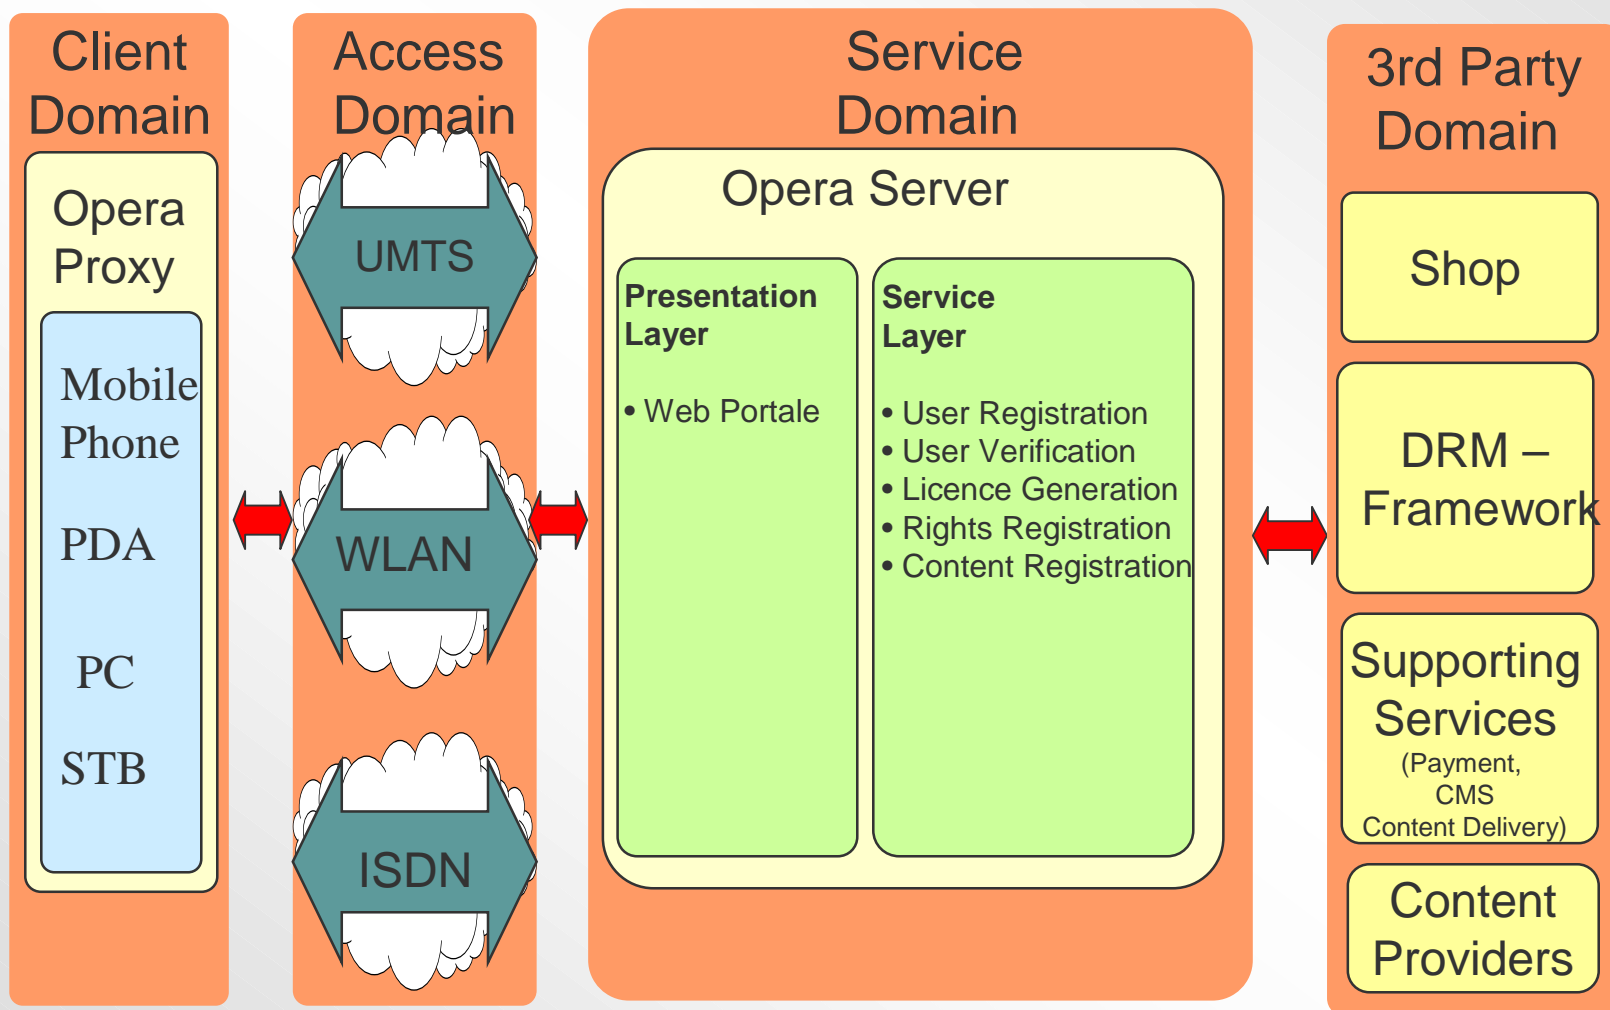 Client
Domain
Opera
Proxy
Mobile
Phone
PDA
PC
STB
Access
Domain
UMTS
WLAN
ISDN
Service
Domain
Opera Server
Presentation
Layer
• Web Portale
Service
Layer
• User Registration
• User Verification
• Licence Generation
• Rights Registration
• Content Registration
3rd Party
Domain
Shop
DRM –
Framework
Supporting
Services
(Payment,
CMS
Content Delivery)
Content
Providers